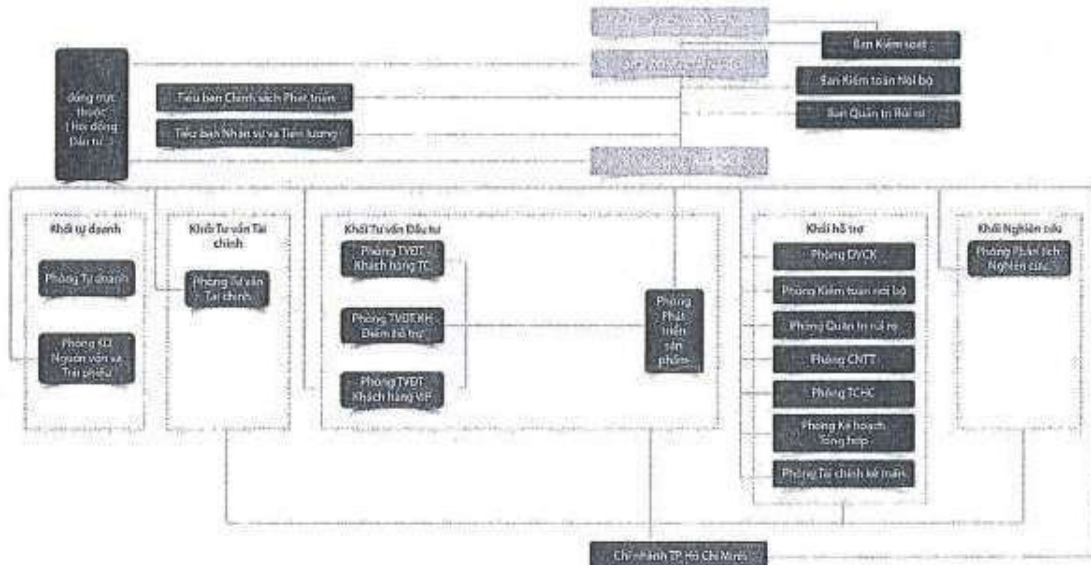 Ban Kiểm soát
Ban Kiểm toán Nội bộ
Ban Quản trị Rủi ro
đồng trực
thuộc
( Hội đồng
Đầu tư...)
Tiểu ban Chính sách Phát triển
Tiểu ban Nhân sự và Tiền lương
Khối tự doanh
Phòng Tự doanh
Phòng KD
Nguồn vốn và
Trái phiếu
Khối Tư vấn Tài
chính
Phòng Tư vấn
Tài chính
Khối Tư vấn Đầu tư
Phòng TVĐT
Khách hàng TC
Phòng TVĐT KH
Điểm hỗ trợ
Phòng TVĐT
Khách hàng VIP
Phòng
Phát
triển
sản
phẩm
Khối hỗ trợ
Phòng DVCK
Phòng Kiểm toán nội bộ
Phòng Quản trị rủi ro
Phòng CNTT
Phòng TCHC
Phòng Kế hoạch
Tổng hợp
Phòng Tài chính kế toán
Khối Nghiên cứu
Phòng Phân tích
Nghiên cứu
Chi nhánh TP Hồ Chí Minh